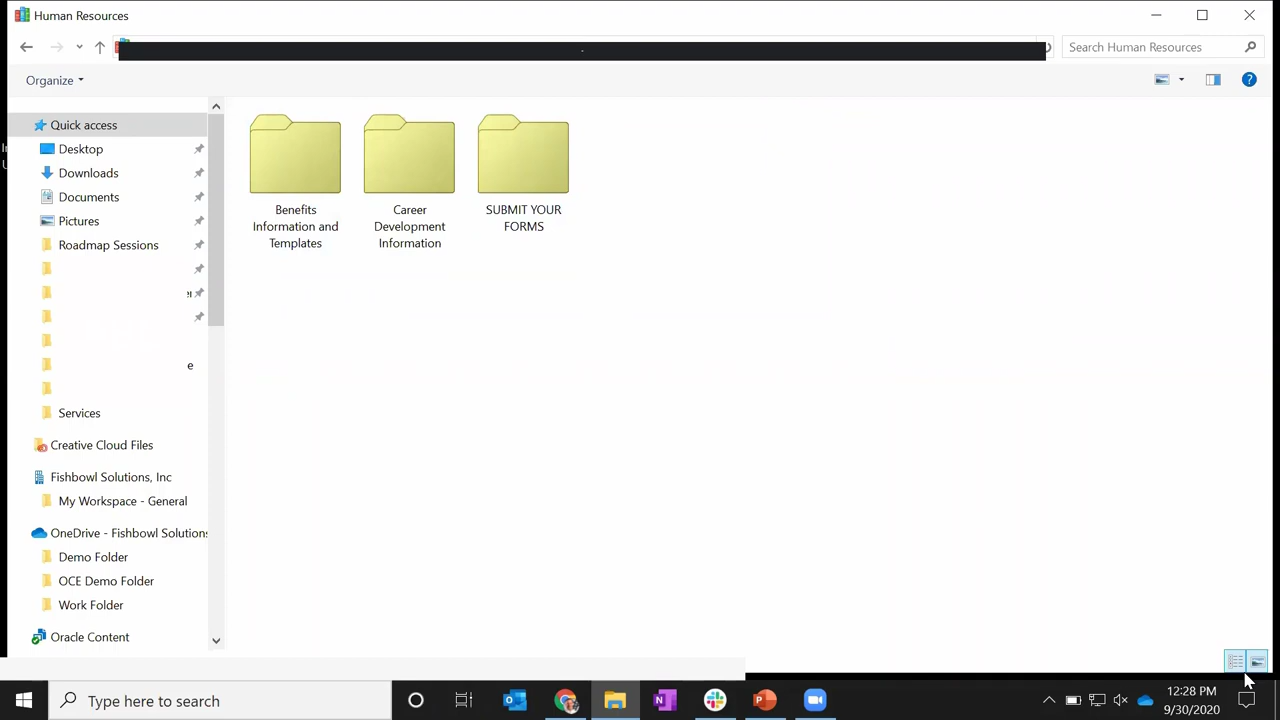 Human Resources
Search Human Resources
Organize
Quick access
Desktop
Downloads
Documents
Pictures
Roadmap Sessions
e
Services
Creative Cloud Files
Fishbowl Solutions, Inc
My Workspace - General
OneDrive - Fishbowl Solutions
Demo Folder
OCE Demo Folder
Work Folder
Oracle Content
Benefits
Information and
Templates
Career
Development
Information
SUBMIT YOUR
FORMS
Type here to search
12:28 PM
9/30/2020